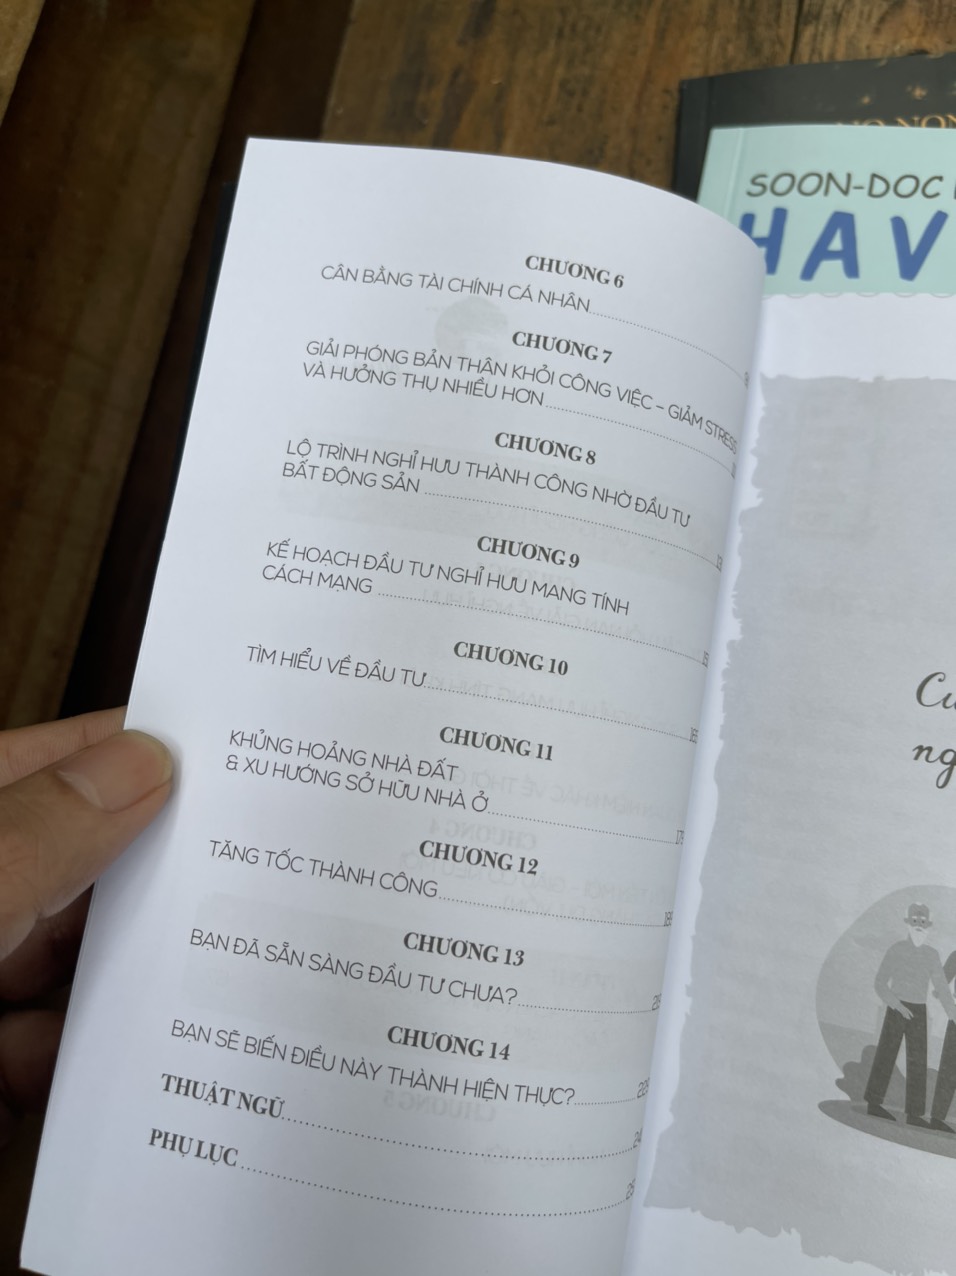 CHƯƠNG 6
CÂN BẰNG TÀI CHÍNH CÁ NHÂN
CHƯƠNG 7
GIẢI PHÓNG BẢN THÂN KHỎI CÔNG VIỆC – GIẢM STRESS
VÀ HƯỞNG THỤ NHIỀU HƠN
CHƯƠNG 8
LỘ TRÌNH NGHỈ HƯU THÀNH CÔNG NHỜ ĐẦU TƯ
BẤT ĐỘNG SẢN
CHƯƠNG 9
KẾ HOẠCH ĐẦU TƯ NGHỈ HƯU MANG TÍNH
CÁCH MẠNG
CHƯƠNG 10
TÌM HIỂU VỀ ĐẦU TƯ
CHƯƠNG 11
KHỦNG HOẢNG NHÀ ĐẤT
& XU HƯỚNG SỞ HỮU NHÀ Ở
CHƯƠNG 12
TĂNG TỐC THÀNH CÔNG
CHƯƠNG 13
BẠN ĐÃ SẴN SÀNG ĐẦU TƯ CHƯA?
CHƯƠNG 14
BẠN SẼ BIẾN ĐIỀU NÀY THÀNH HIỆN THỰC?
THUẬT NGỮ
PHỤ LỤC
SOON-DOC
HAV